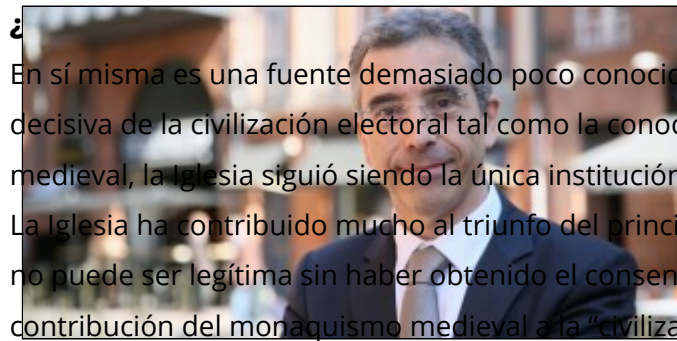 ¿
En sí misma es una fuente demasiado poco conocid
decisiva de la civilización electoral tal como la conoc
medieval, la Iglesia siguió siendo la única institución
La Iglesia ha contribuido mucho al triunfo del princi
no puede ser legítima sin haber obtenido el consen
contribución del monaquismo medieval a la “civiliza